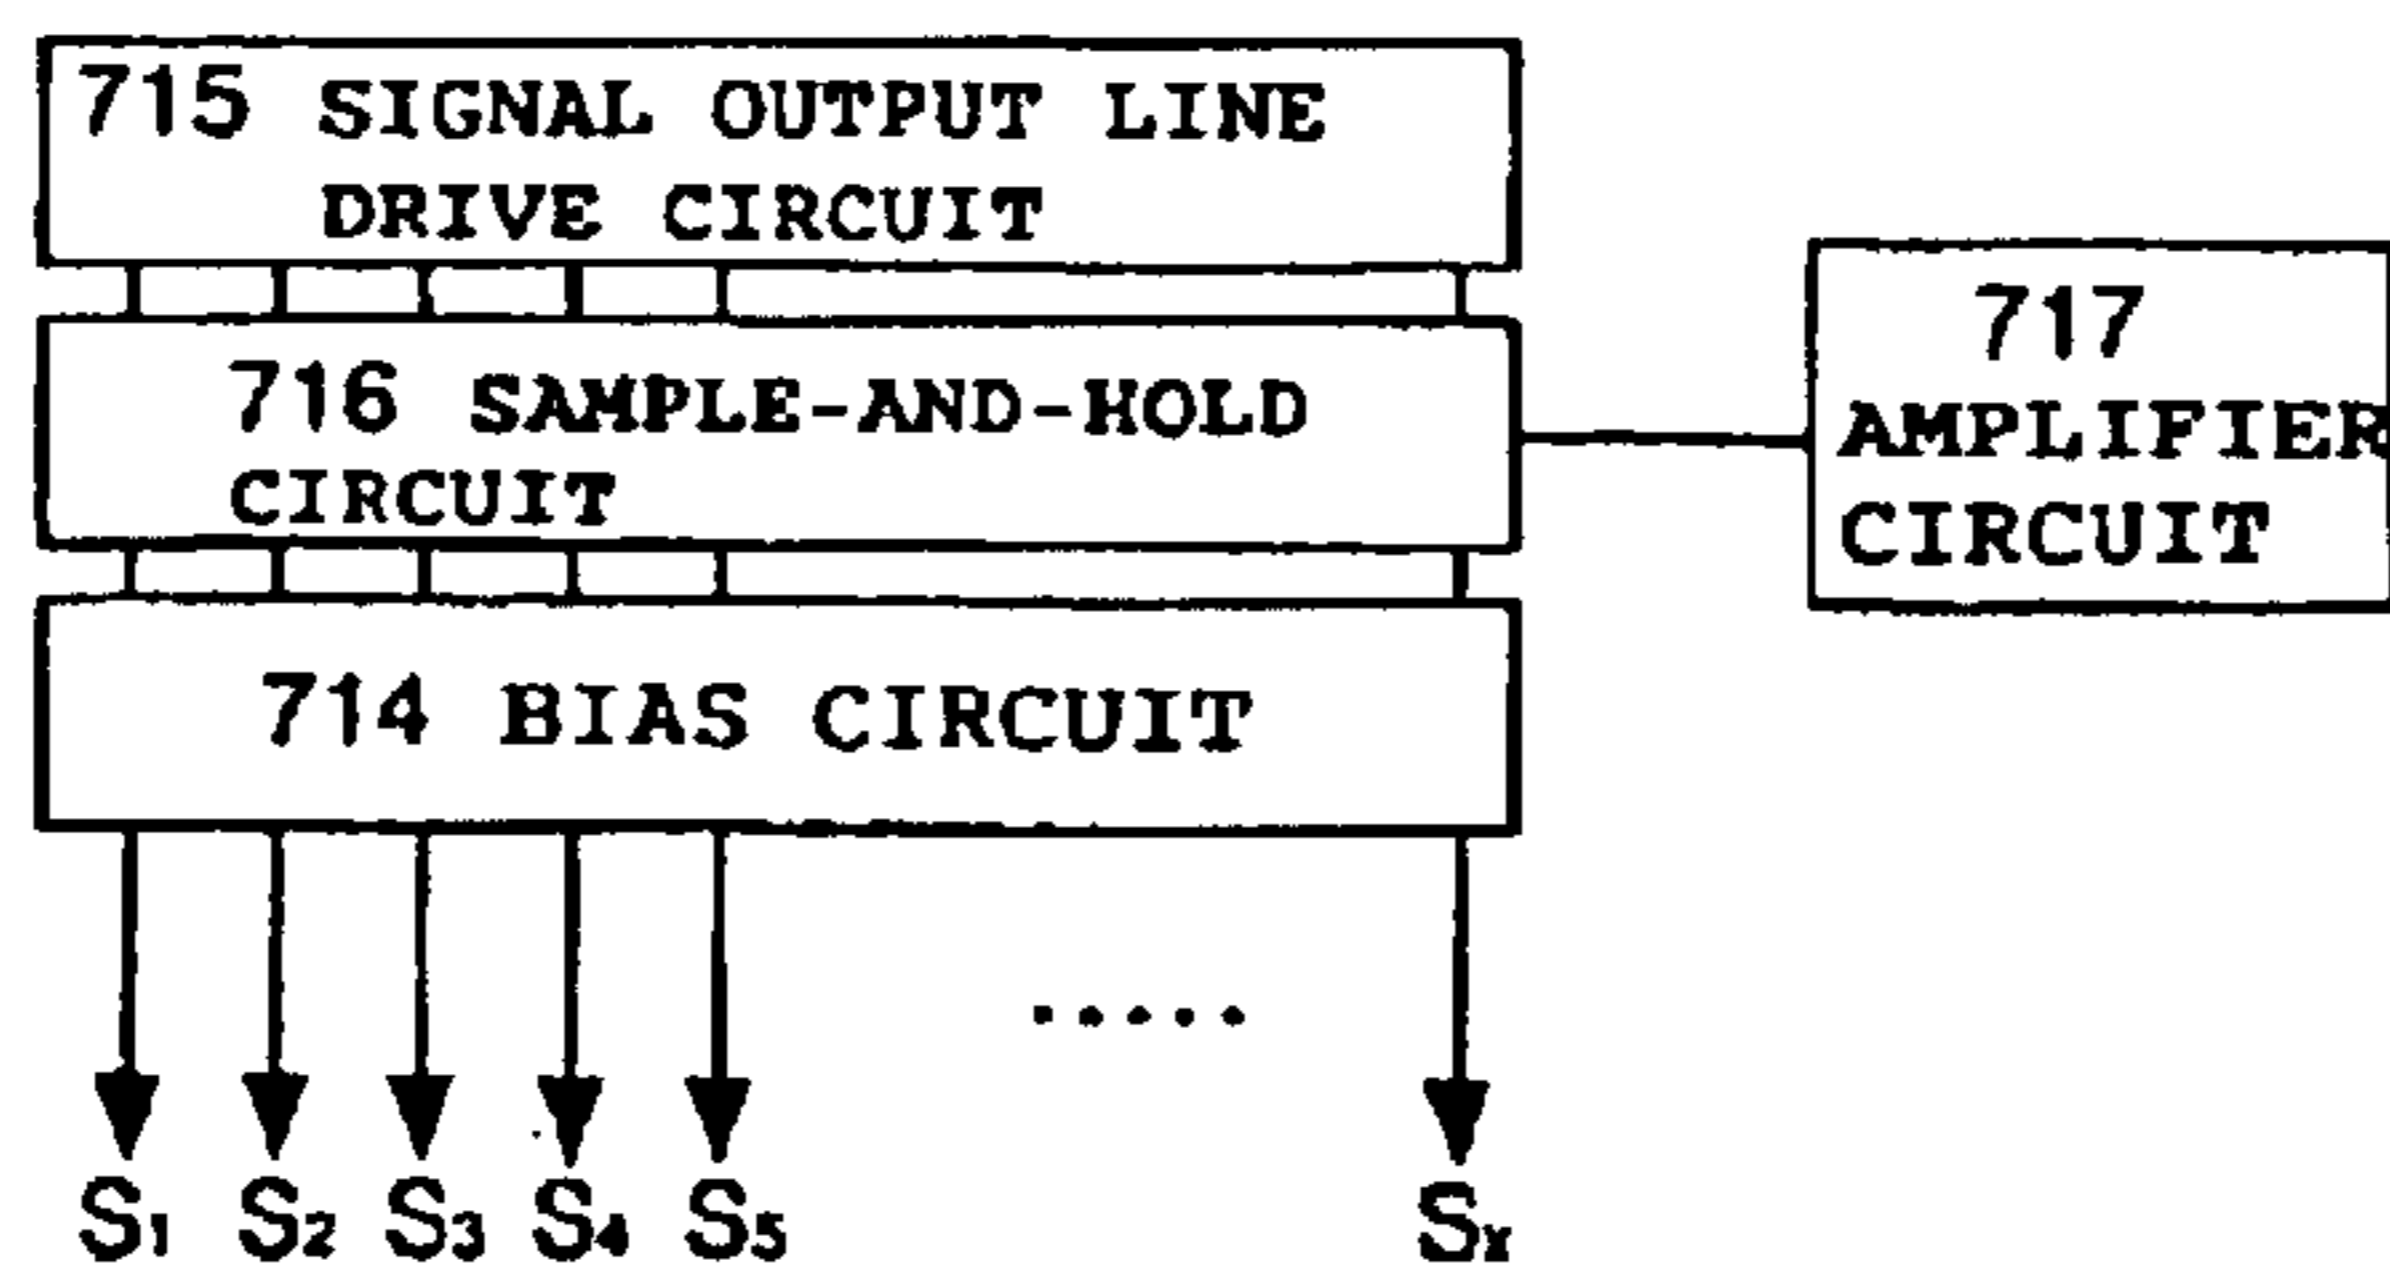 715 SIGNAL OUTPUT LINE
DRIVE CIRCUIT
716 SAMPLE-AND-HOLD
CIRCUIT
717
AMPLIFIER
CIRCUIT
714 BIAS CIRCUIT
.....
S1 S2 S3 S4 S5 Sx